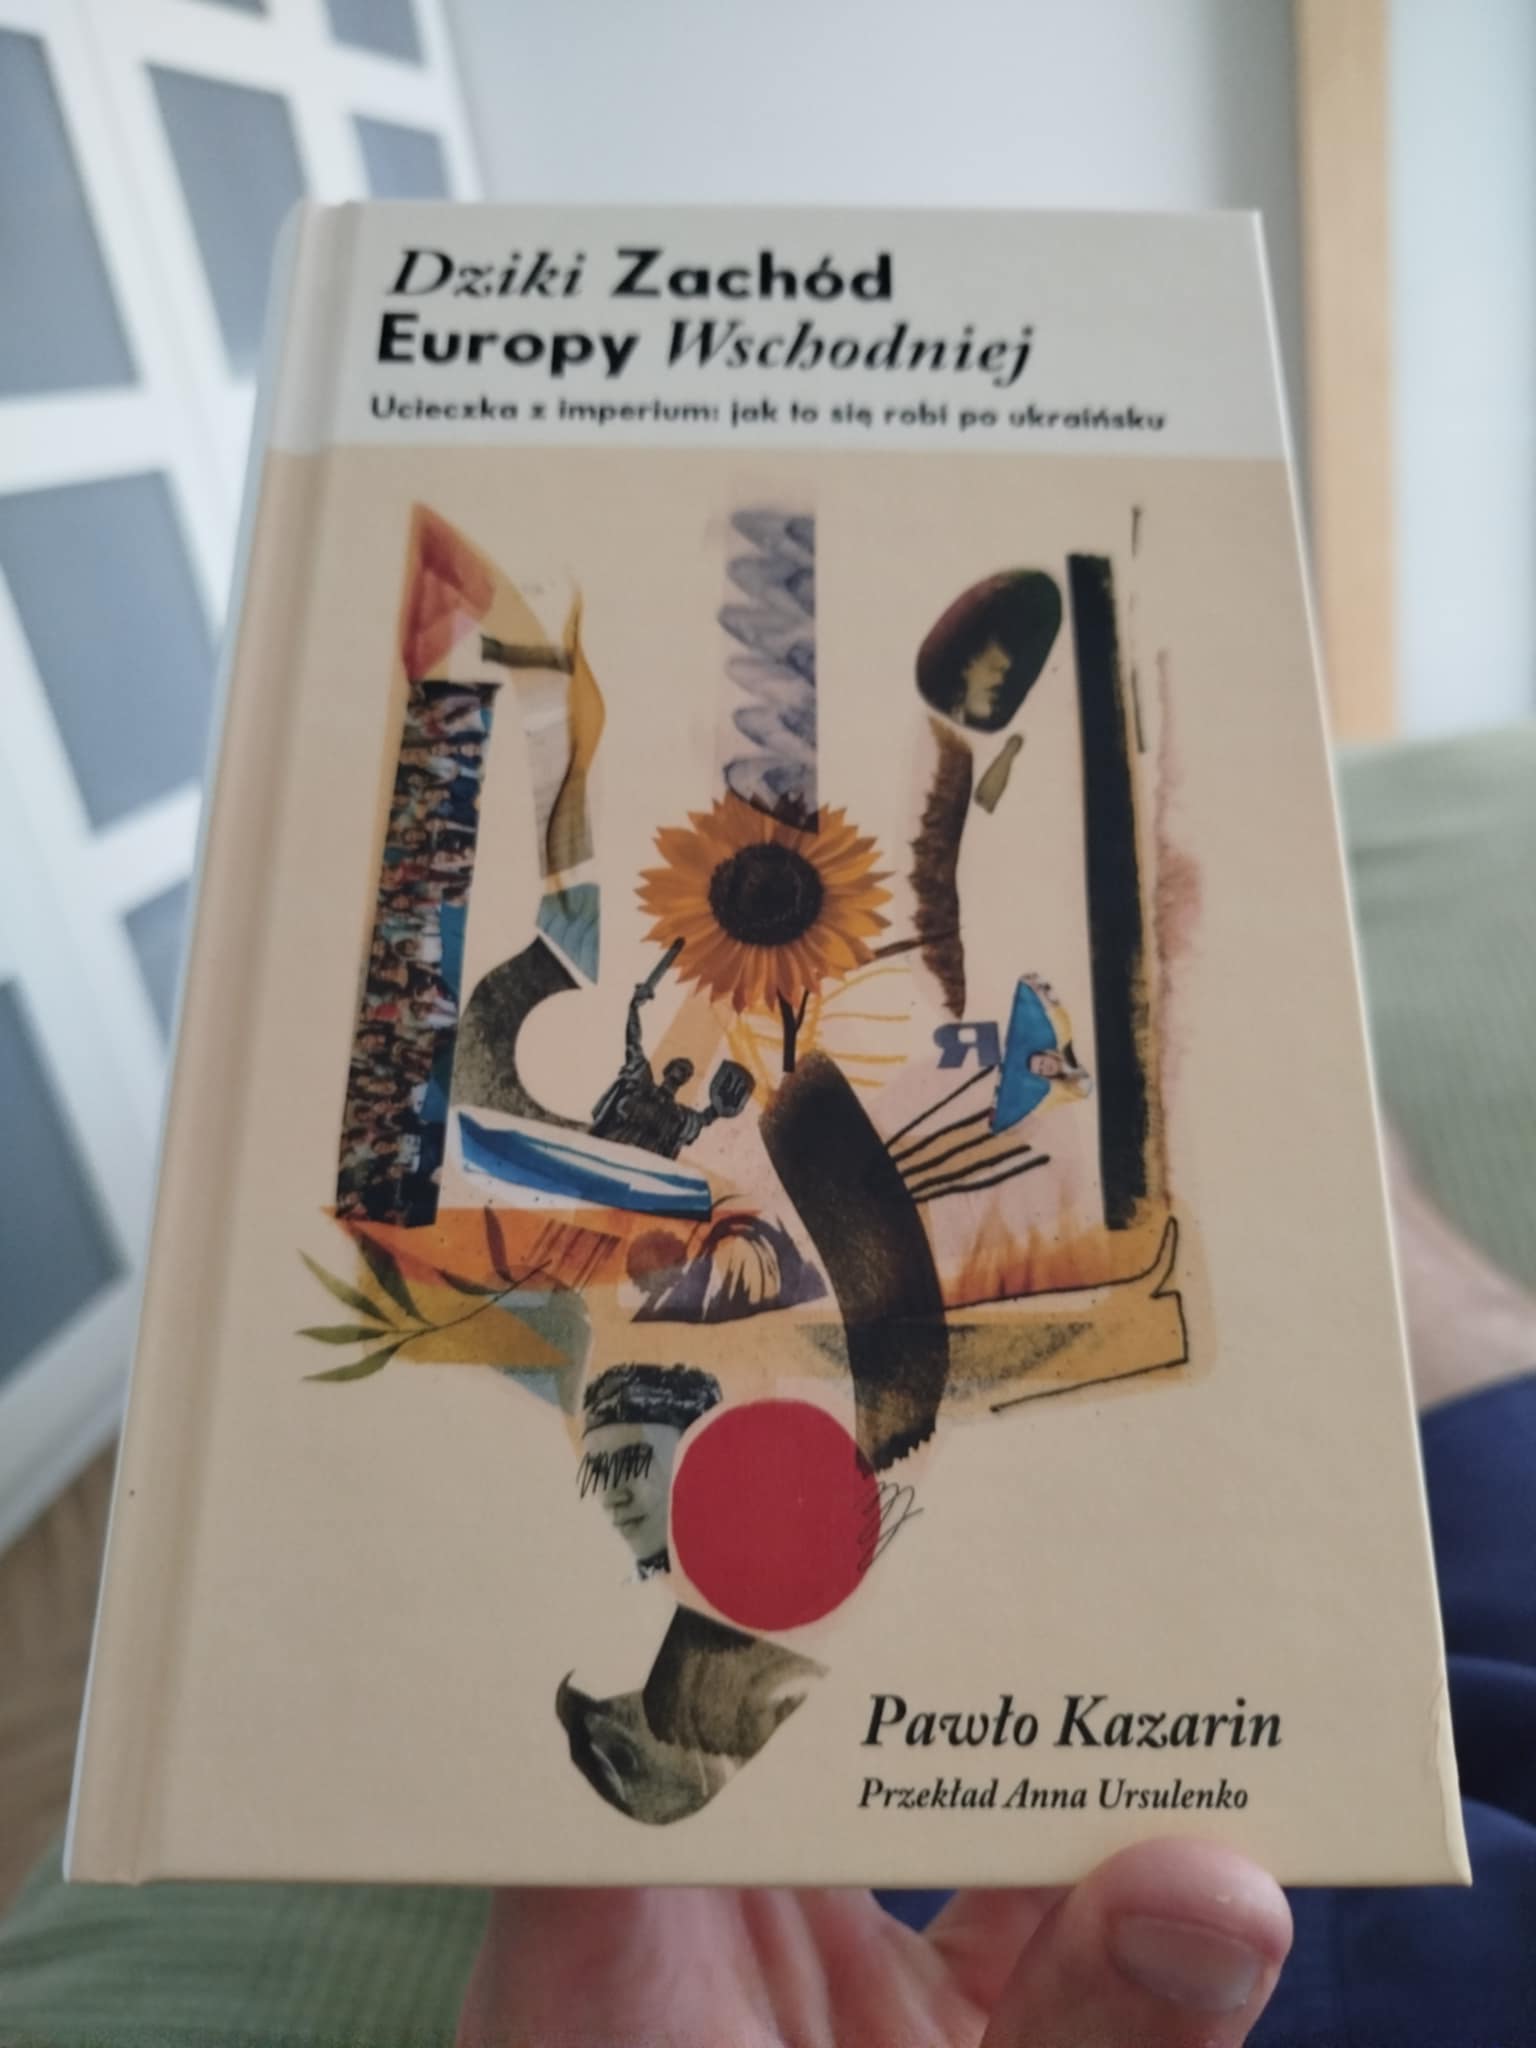 Dziki Zachód
Europy Wschodniej
Ucieczka z imperium: jak to się robi po ukraińsku
Я
Pawło Kazarin
Przekład Anna Ursulenko